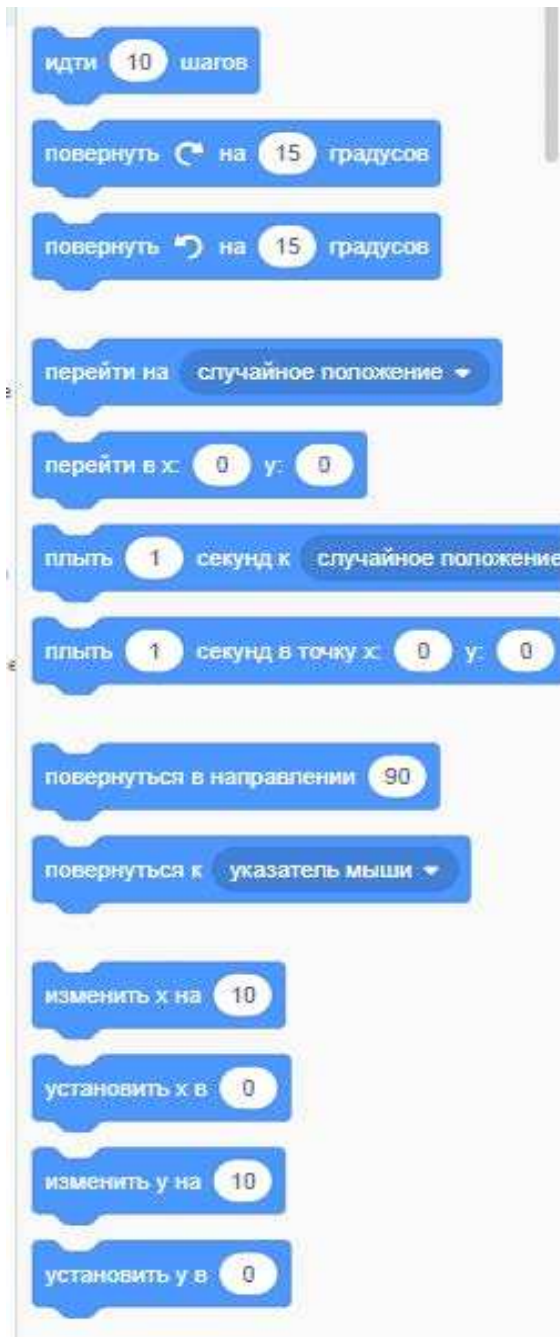 идти 10 шагов
повернуть на 15 градусов
повернуть на 15 градусов
перейти на случайное положение
перейти в x: 0 y: 0
плыть 1 секунд к случайное положение
плыть 1 секунд в точку x: 0 y: 0
повернуться в направлении 90
повернуться к указатель мыши
изменить x на 10
установить x в 0
изменить y на 10
установить y в 0